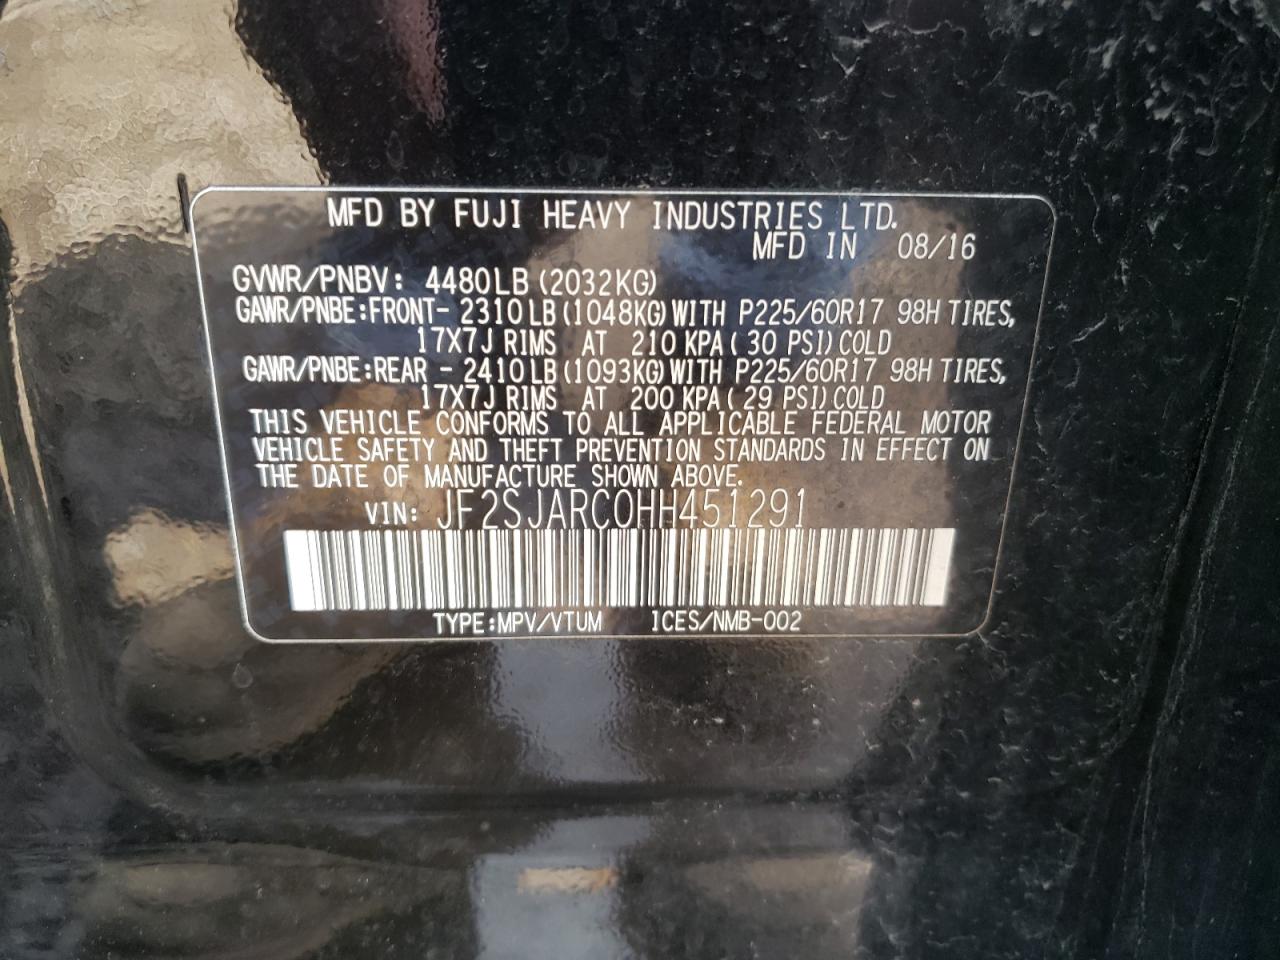 MFD BY FUJI HEAVY INDUSTRIES LTD.
MFD IN 08/16
GVWR/PNBV: 4480LB (2032KG)
GAWR/PNBE:FRONT- 2310LB (1048KG) WITH P225/60R17 98H TIRES,
17X7J RIMS AT 210 KPA ( 30 PSI) COLD
GAWR/PNBE:REAR - 2410LB (1093KG) WITH P225/60R17 98H TIRES,
17X7J RIMS AT 200 KPA ( 29 PSI) COLD
THIS VEHICLE CONFORMS TO ALL APPLICABLE FEDERAL MOTOR
VEHICLE SAFETY AND THEFT PREVENTION STANDARDS IN EFFECT ON
THE DATE OF MANUFACTURE SHOWN ABOVE.
VIN: JF2SJARC0HH451291
TYPE:MPV/VTUM ICES/NMB-002